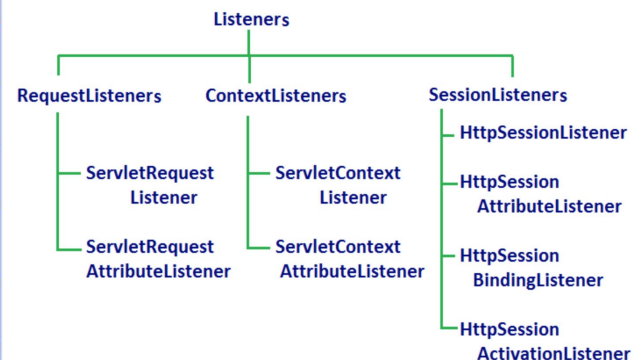 Listeners
RequestListeners
ContextListeners
SessionListeners
ServletRequest
Listener
ServletRequest
AttributeListener
ServletContext
Listener
ServletContext
AttributeListener
HttpSessionListener
HttpSession
AttributeListener
HttpSession
BindingListener
HttpSession
ActivationListener